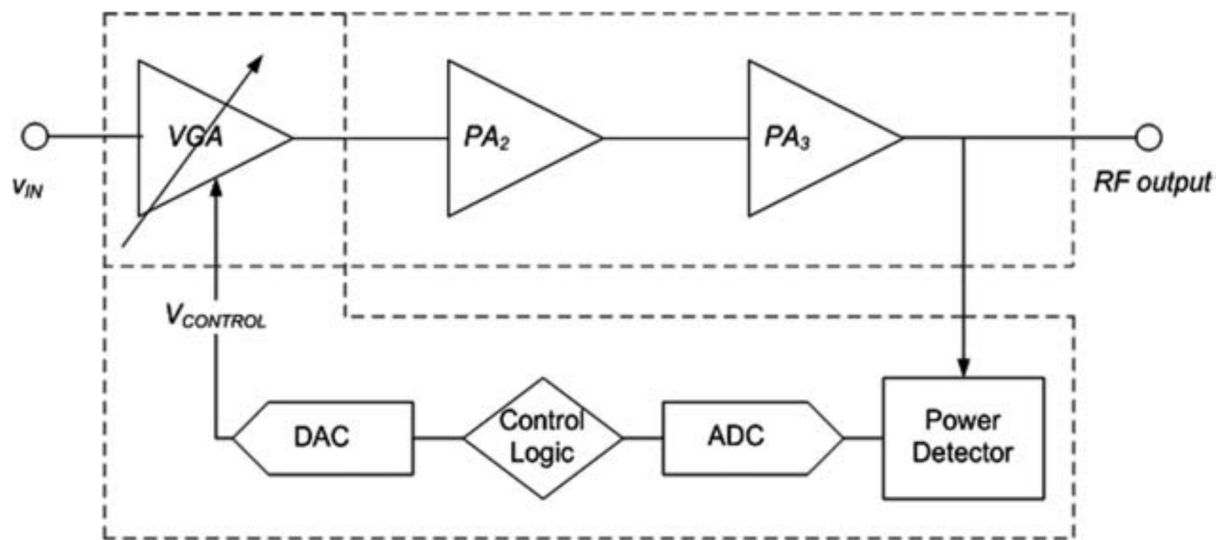 VGA
PA2
PA3
vIN
RF output
VCONTROL
DAC
Control
Logic
ADC
Power
Detector